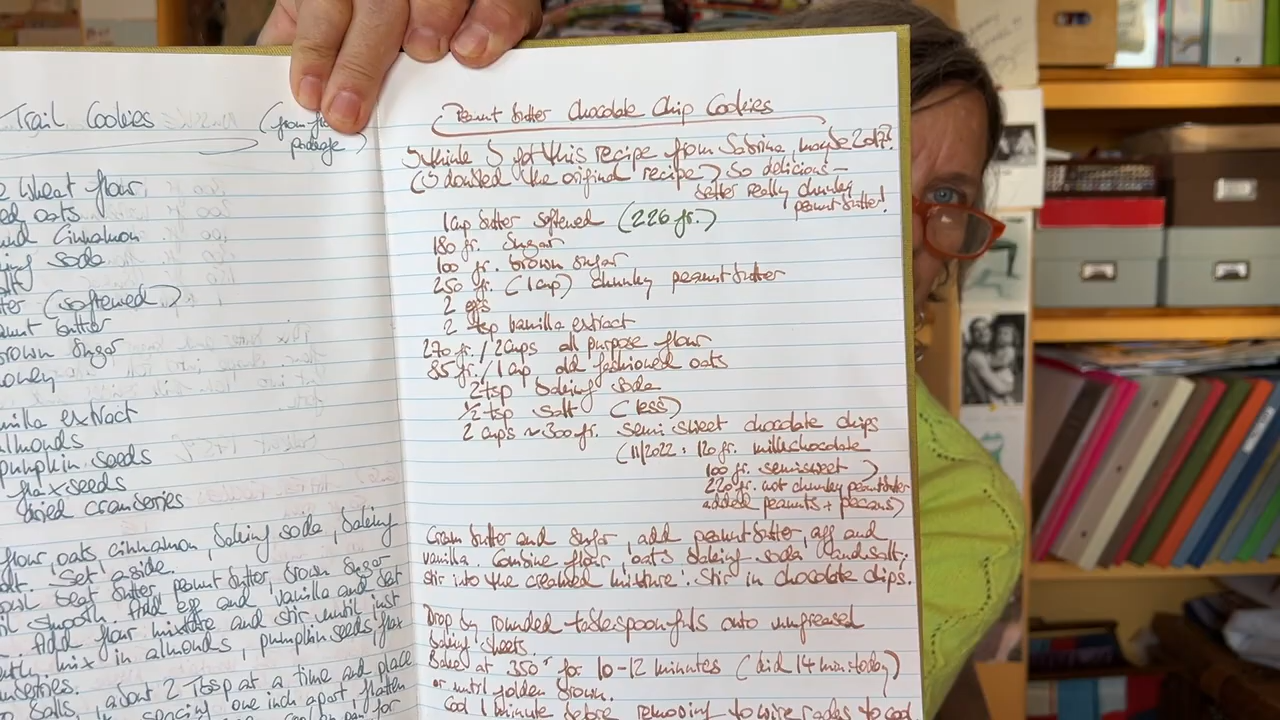 Trail Cookies
(from
package)
wheat flour
oats
cinnamon
soda
(softened)
butter
brown sugar
honey
vanilla extract
almonds
pumpkin seeds
flaxseeds
dried cranberries
flour, oats, cinnamon, baking soda, baking
set aside.
beat butter peanut butter, brown sugar
smooth. Add egg and vanilla and
Add flour mixture and stir until just
mix in almonds, pumpkin seeds, flax
balls, about 2 Tbsp at a time and place
spacing one inch apart, flatten
for
Peanut butter Chocolate Chip Cookies
I think I got this recipe from Sabrina, maybe 2017?
(I doubled the original recipe) So delicious -
better really chunky
peanut butter!
1 cup butter softened (226 gr.)
180 gr. sugar
100 gr. brown sugar
250 gr. (1 cup) chunky peanut butter
2 eggs
2 tsp vanilla extract
270 gr. / 2 cups all purpose flour
85 gr. / 1 cup old fashioned oats
2 tsp baking soda
1/2 tsp salt (less)
2 cups ~ 300 gr. semi sweet chocolate chips
(11/2022: 120 gr. milkchocolate
100 gr. semisweet)
220 gr. not chunky peanut butter
added peanuts + pecans)
Cream butter and sugar, add peanut butter, egg and
vanilla. Combine flour, oats baking-soda and salt;
stir into the creamed mixture. Stir in chocolate chips.
Drop by rounded tablespoonfuls onto ungreased
baking sheets.
Bake at 350° for 10-12 minutes (did 14 min. today)
or until golden brown.
Cool 1 minute before removing to wire racks to cool